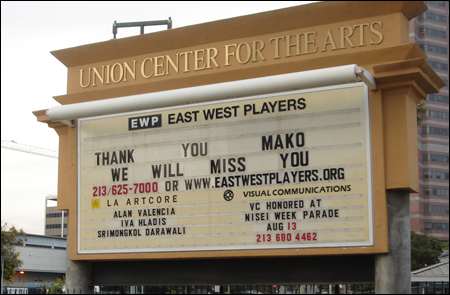 UNION CENTER FOR THE ARTS
EWP EAST WEST PLAYERS
THANK YOU MAKO
WE WILL MISS YOU
213/625-7000 OR WWW.EASTWESTPLAYERS.ORG
LA ARTCORE
ALAN VALENCIA
IVA HLADIS
SRIMONGKOL DARAWALI
VISUAL COMMUNICATIONS
VC HONORED AT
NISEI WEEK PARADE
AUG 13
213 680 4462